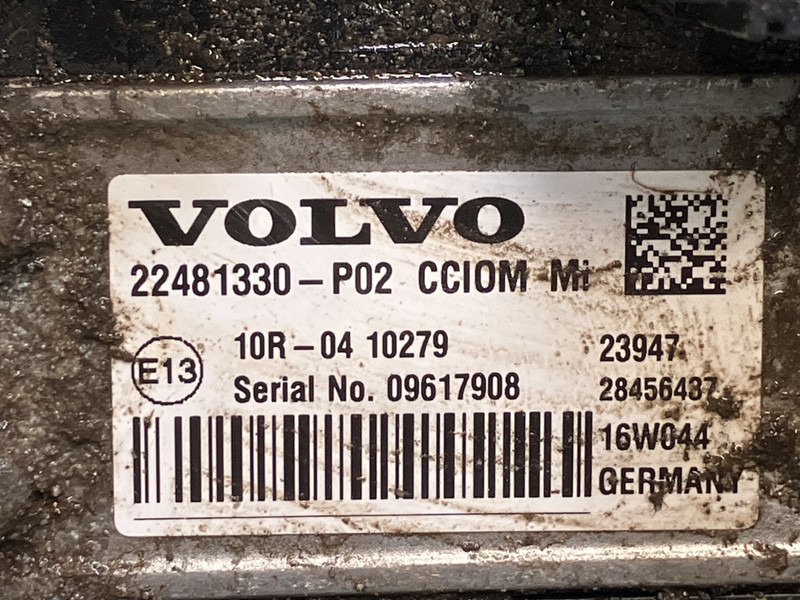 VOLVO
22481330-P02 CCIOM Mi
E13
10R-04 10279
23947
Serial No. 09617908
28456437
16W044
GERMANY